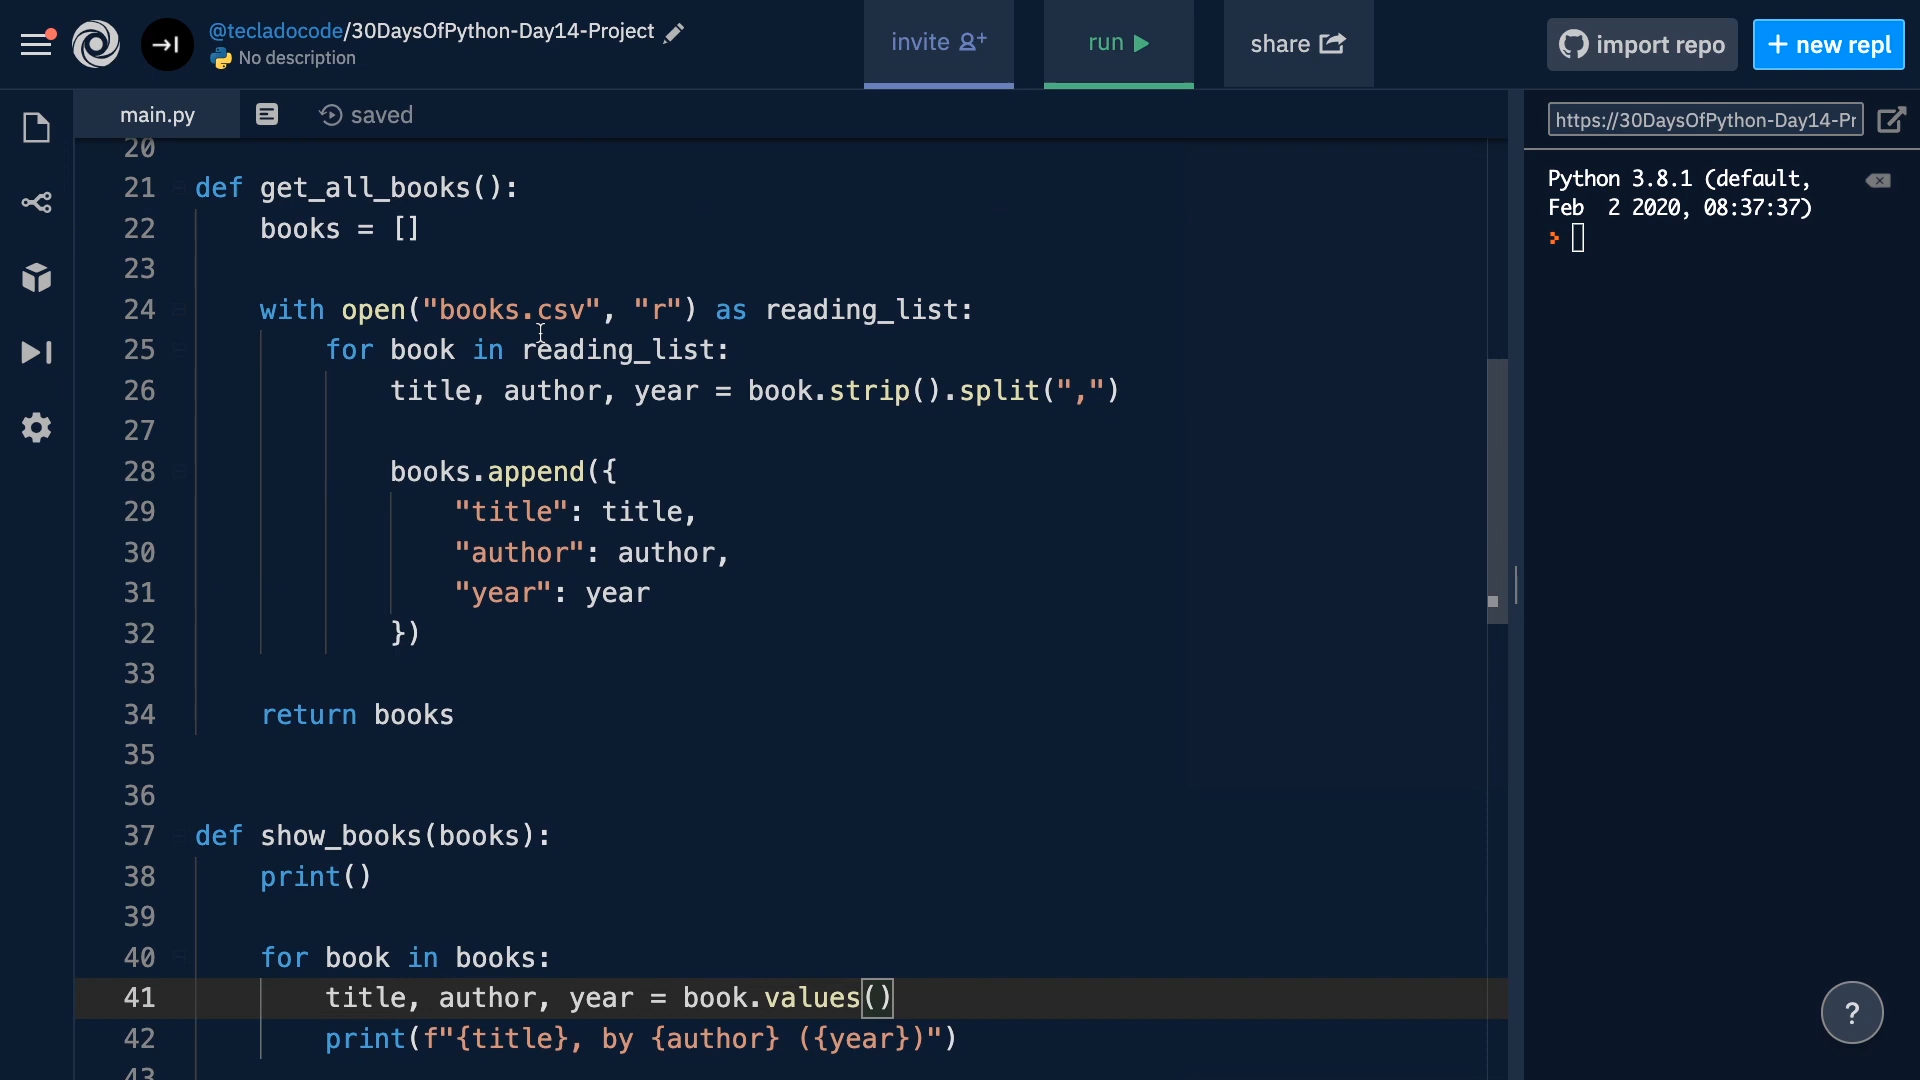 @tecladocode/30DaysOfPython-Day14-Project
No description
invite
run
share
import repo
+ new repl
main.py
saved
https://30DaysOfPython-Day14-Pr
20
21 def get_all_books():
22     books = []
23
24     with open("books.csv", "r") as reading_list:
25         for book in reading_list:
26             title, author, year = book.strip().split(",")
27
28             books.append({
29                 "title": title,
30                 "author": author,
31                 "year": year
32             })
33
34     return books
35
36
37 def show_books(books):
38     print()
39
40     for book in books:
41         title, author, year = book.values()
42         print(f"{title}, by {author} ({year})")
43
Python 3.8.1 (default,
Feb  2 2020, 08:37:37)
?